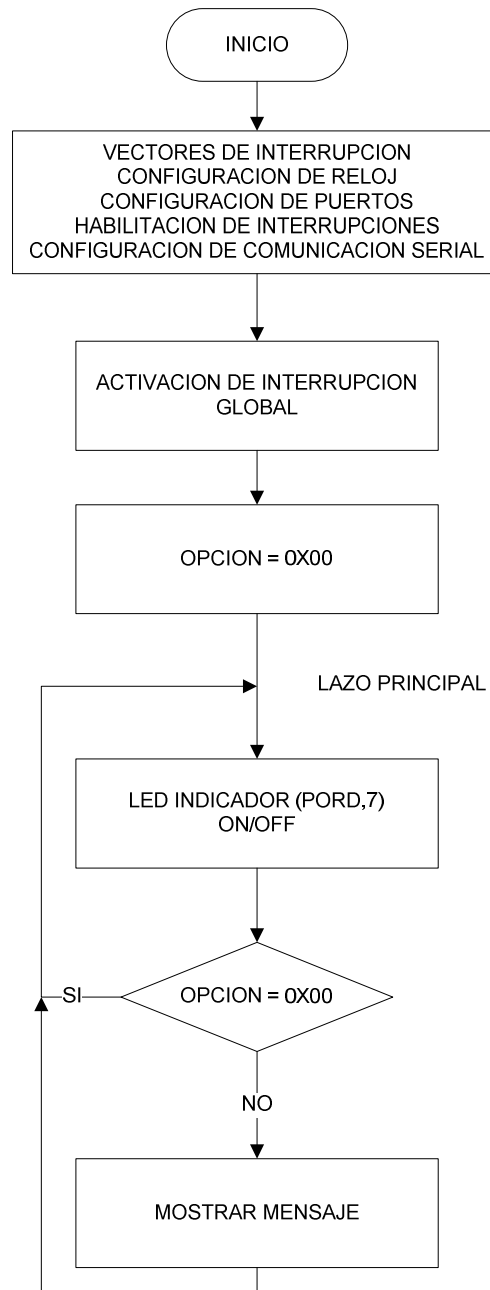 INICIO
VECTORES DE INTERRUPCION
CONFIGURACION DE RELOJ
CONFIGURACION DE PUERTOS
HABILITACION DE INTERRUPCIONES
CONFIGURACION DE COMUNICACION SERIAL
ACTIVACION DE INTERRUPCION
GLOBAL
OPCION = 0X00
LAZO PRINCIPAL
LED INDICADOR (PORD,7)
ON/OFF
SI
OPCION = 0X00
NO
MOSTRAR MENSAJE